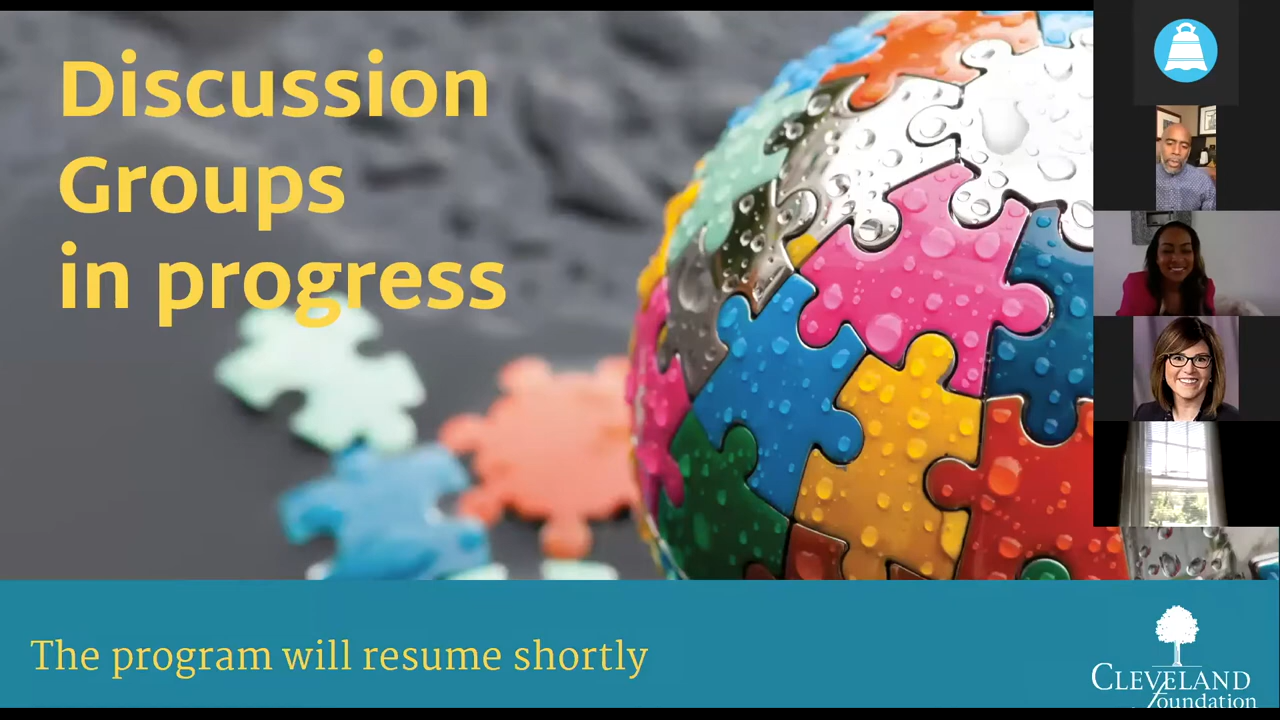 Discussion
Groups
in progress
The program will resume shortly
CLEVELAND
foundation